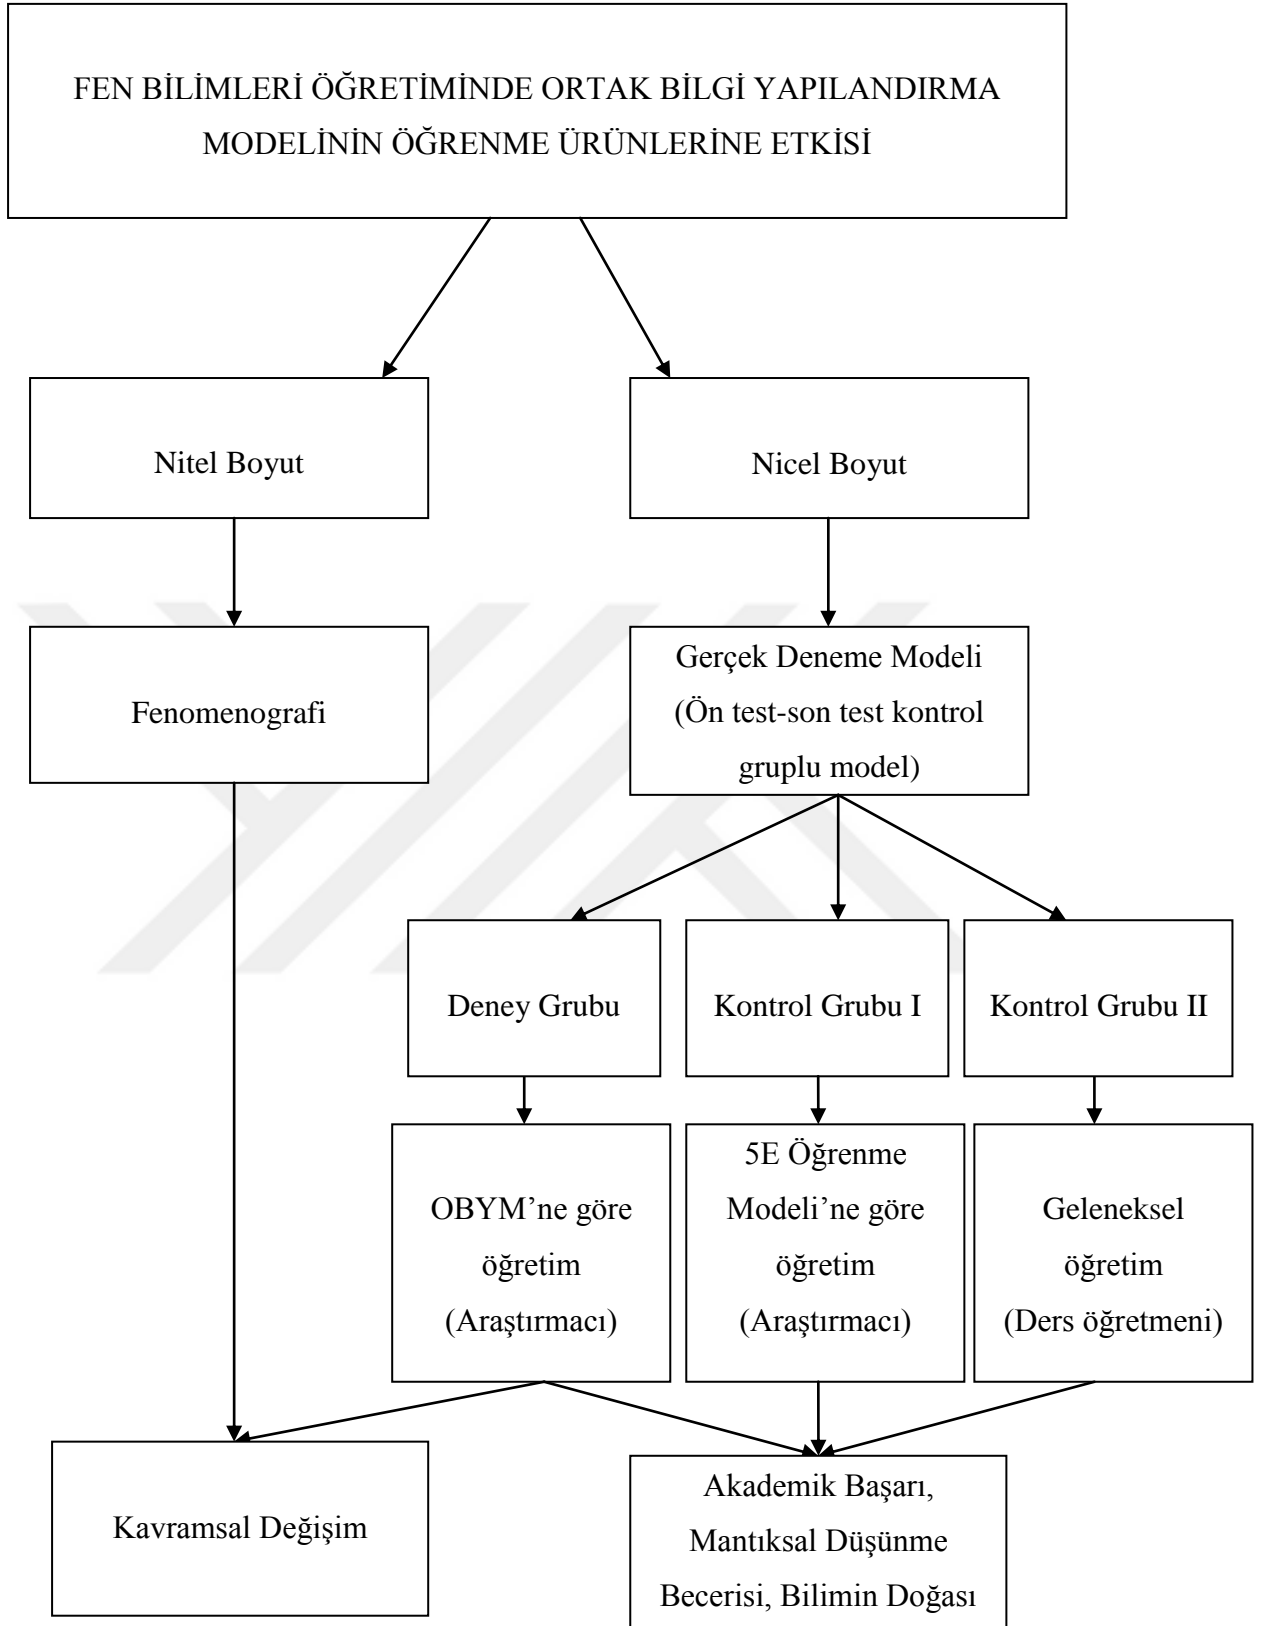 FEN BİLİMLERİ ÖĞRETİMİNDE ORTAK BİLGİ YAPILANDIRMA
MODELİNİN ÖĞRENME ÜRÜNLERİNE ETKİSİ
Nitel Boyut
Nicel Boyut
Fenomenografi
Gerçek Deneme Modeli
(Ön test-son test kontrol
gruplu model)
Deney Grubu
Kontrol Grubu I
Kontrol Grubu II
OBYM’ne göre
öğretim
(Araştırmacı)
5E Öğrenme
Modeli’ne göre
öğretim
(Araştırmacı)
Geleneksel
öğretim
(Ders öğretmeni)
Kavramsal Değişim
Akademik Başarı,
Mantıksal Düşünme
Becerisi, Bilimin Doğası